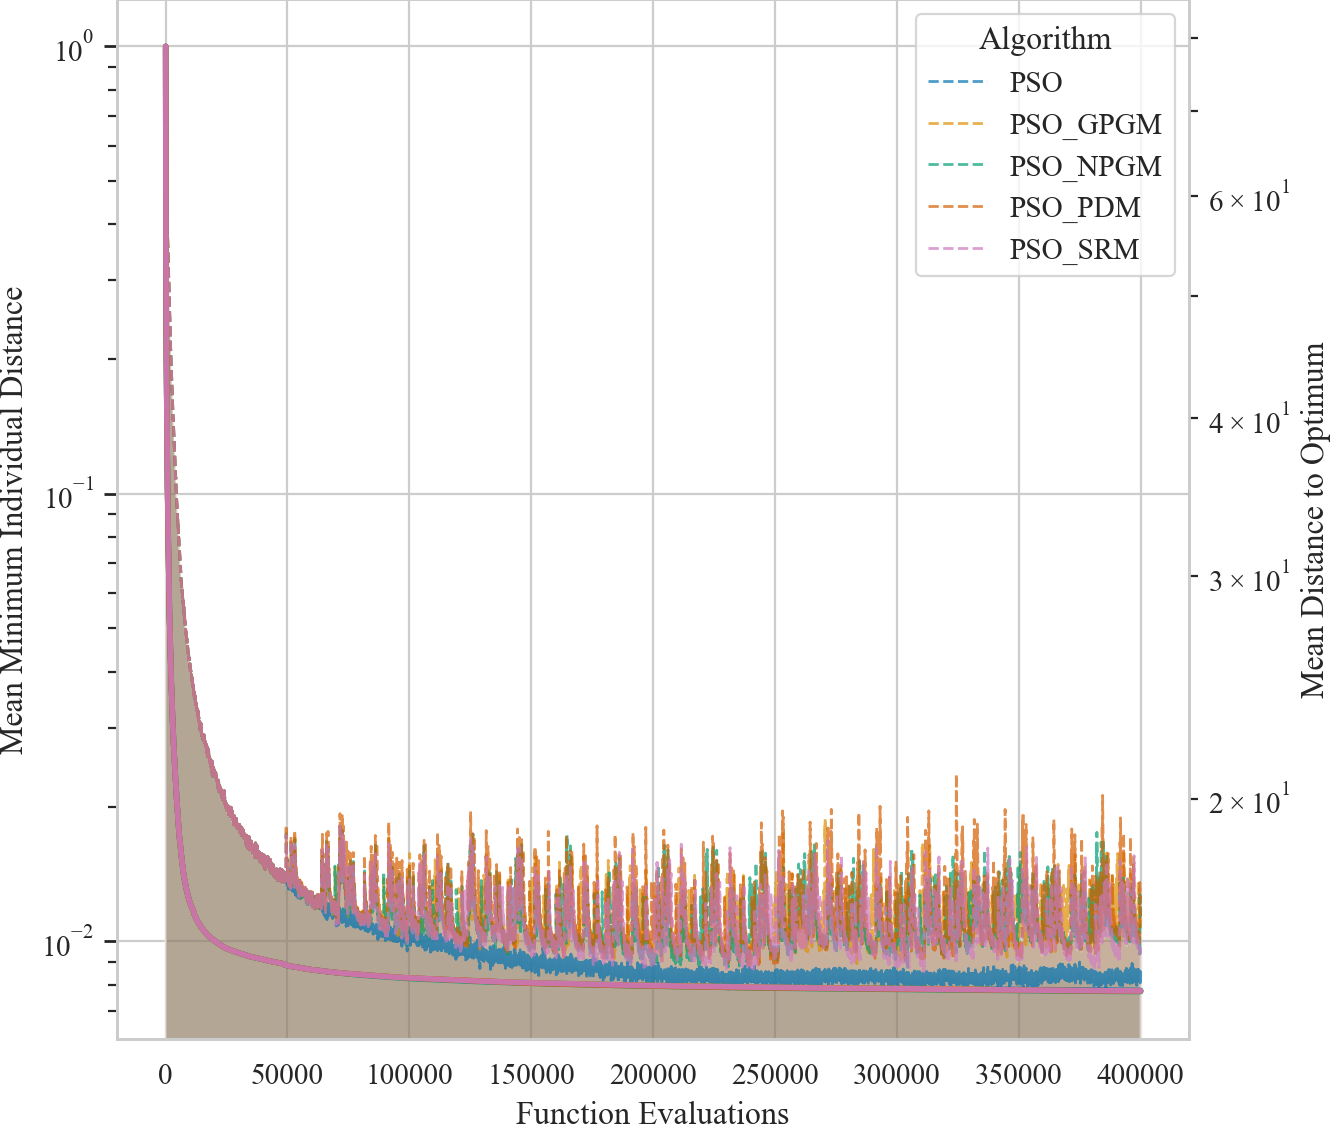 Algorithm
PSO
PSO_GPGM
PSO_NPGM
PSO_PDM
PSO_SRM
Mean Minimum Individual Distance
10^0
10^−1
10^−2
6 × 10^1
4 × 10^1
3 × 10^1
2 × 10^1
Mean Distance to Optimum
0 50000 100000 150000 200000 250000 300000 350000 400000
Function Evaluations